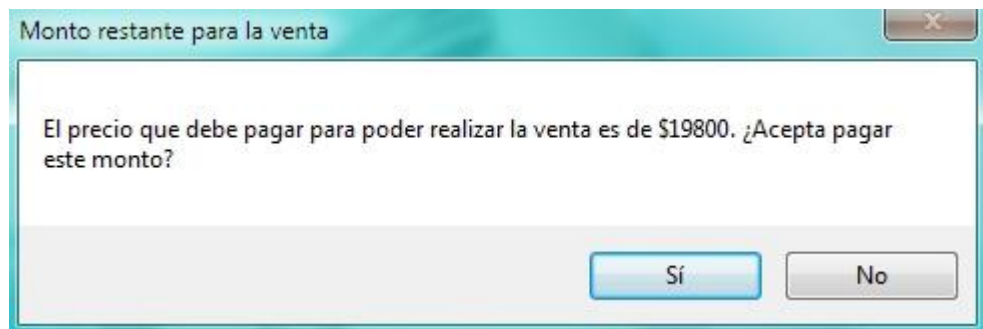 Monto restante para la venta
El precio que debe pagar para poder realizar la venta es de $19800. ¿Acepta pagar
este monto?
Sí
No